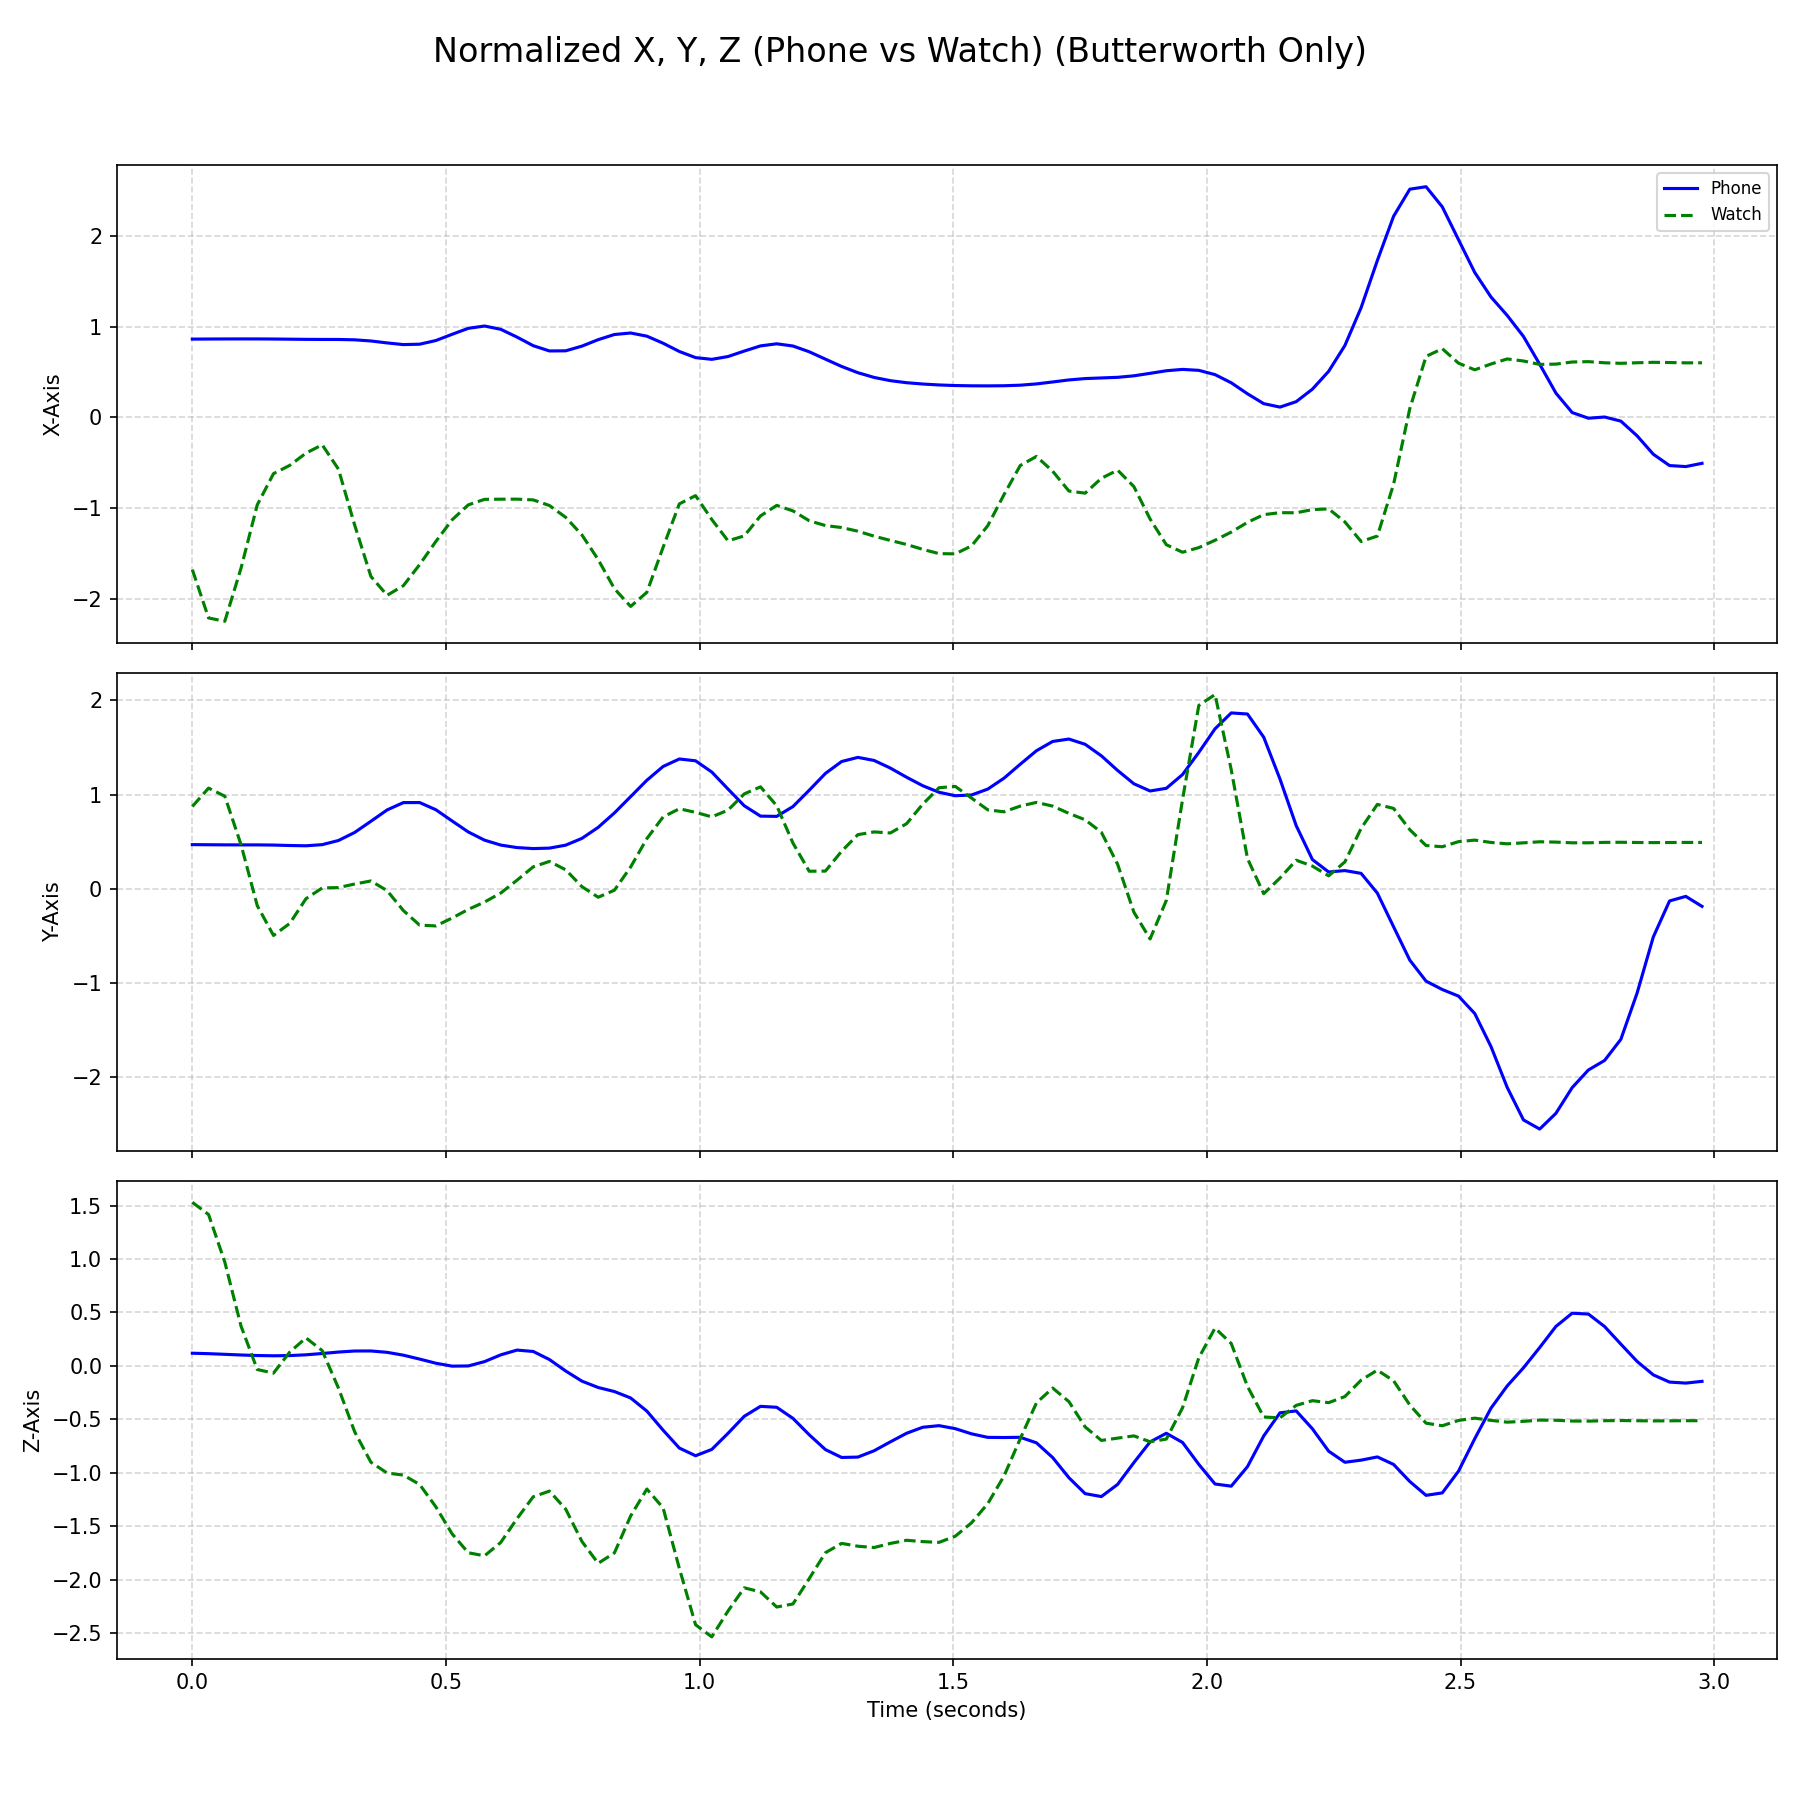 Normalized X, Y, Z (Phone vs Watch) (Butterworth Only)
Phone
Watch
X-Axis
2
1
0
−1
−2
Y-Axis
2
1
0
−1
−2
Z-Axis
1.5
1.0
0.5
0.0
−0.5
−1.0
−1.5
−2.0
−2.5
0.0 0.5 1.0 1.5 2.0 2.5 3.0
Time (seconds)